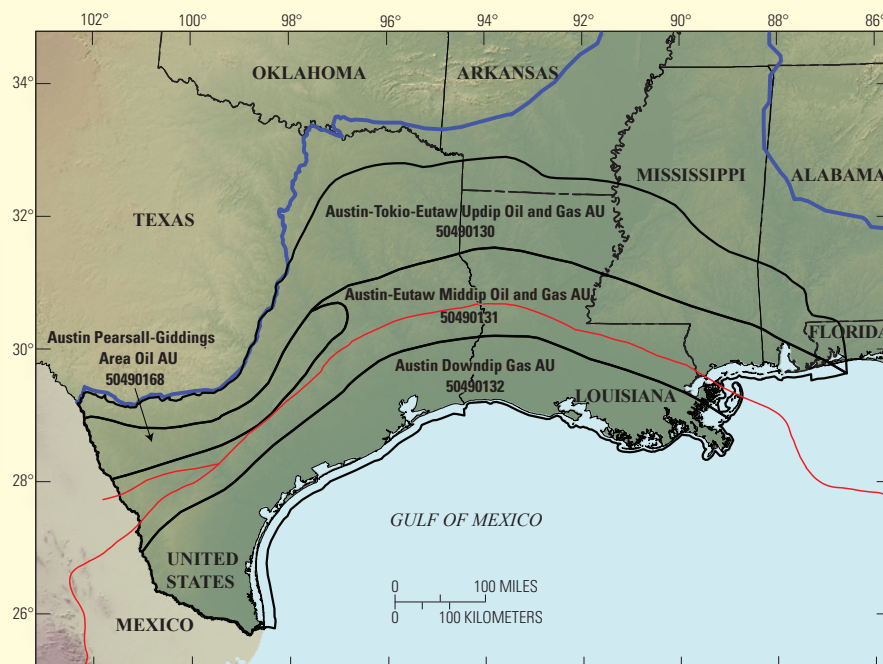 102° 100° 98° 96° 94° 92° 90° 88° 86°
34°
32°
30°
28°
26°
OKLAHOMA
ARKANSAS
MISSISSIPPI
ALABAMA
TEXAS
Austin-Tokio-Eutaw Updip Oil and Gas AU
50490130
Austin-Eutaw Middip Oil and Gas AU
50490131
Austin Pearsall-Giddings
Area Oil AU
50490168
FLORIDA
Austin Downdip Gas AU
50490132
LOUISIANA
GULF OF MEXICO
UNITED
STATES
MEXICO
0 100 MILES
0 100 KILOMETERS